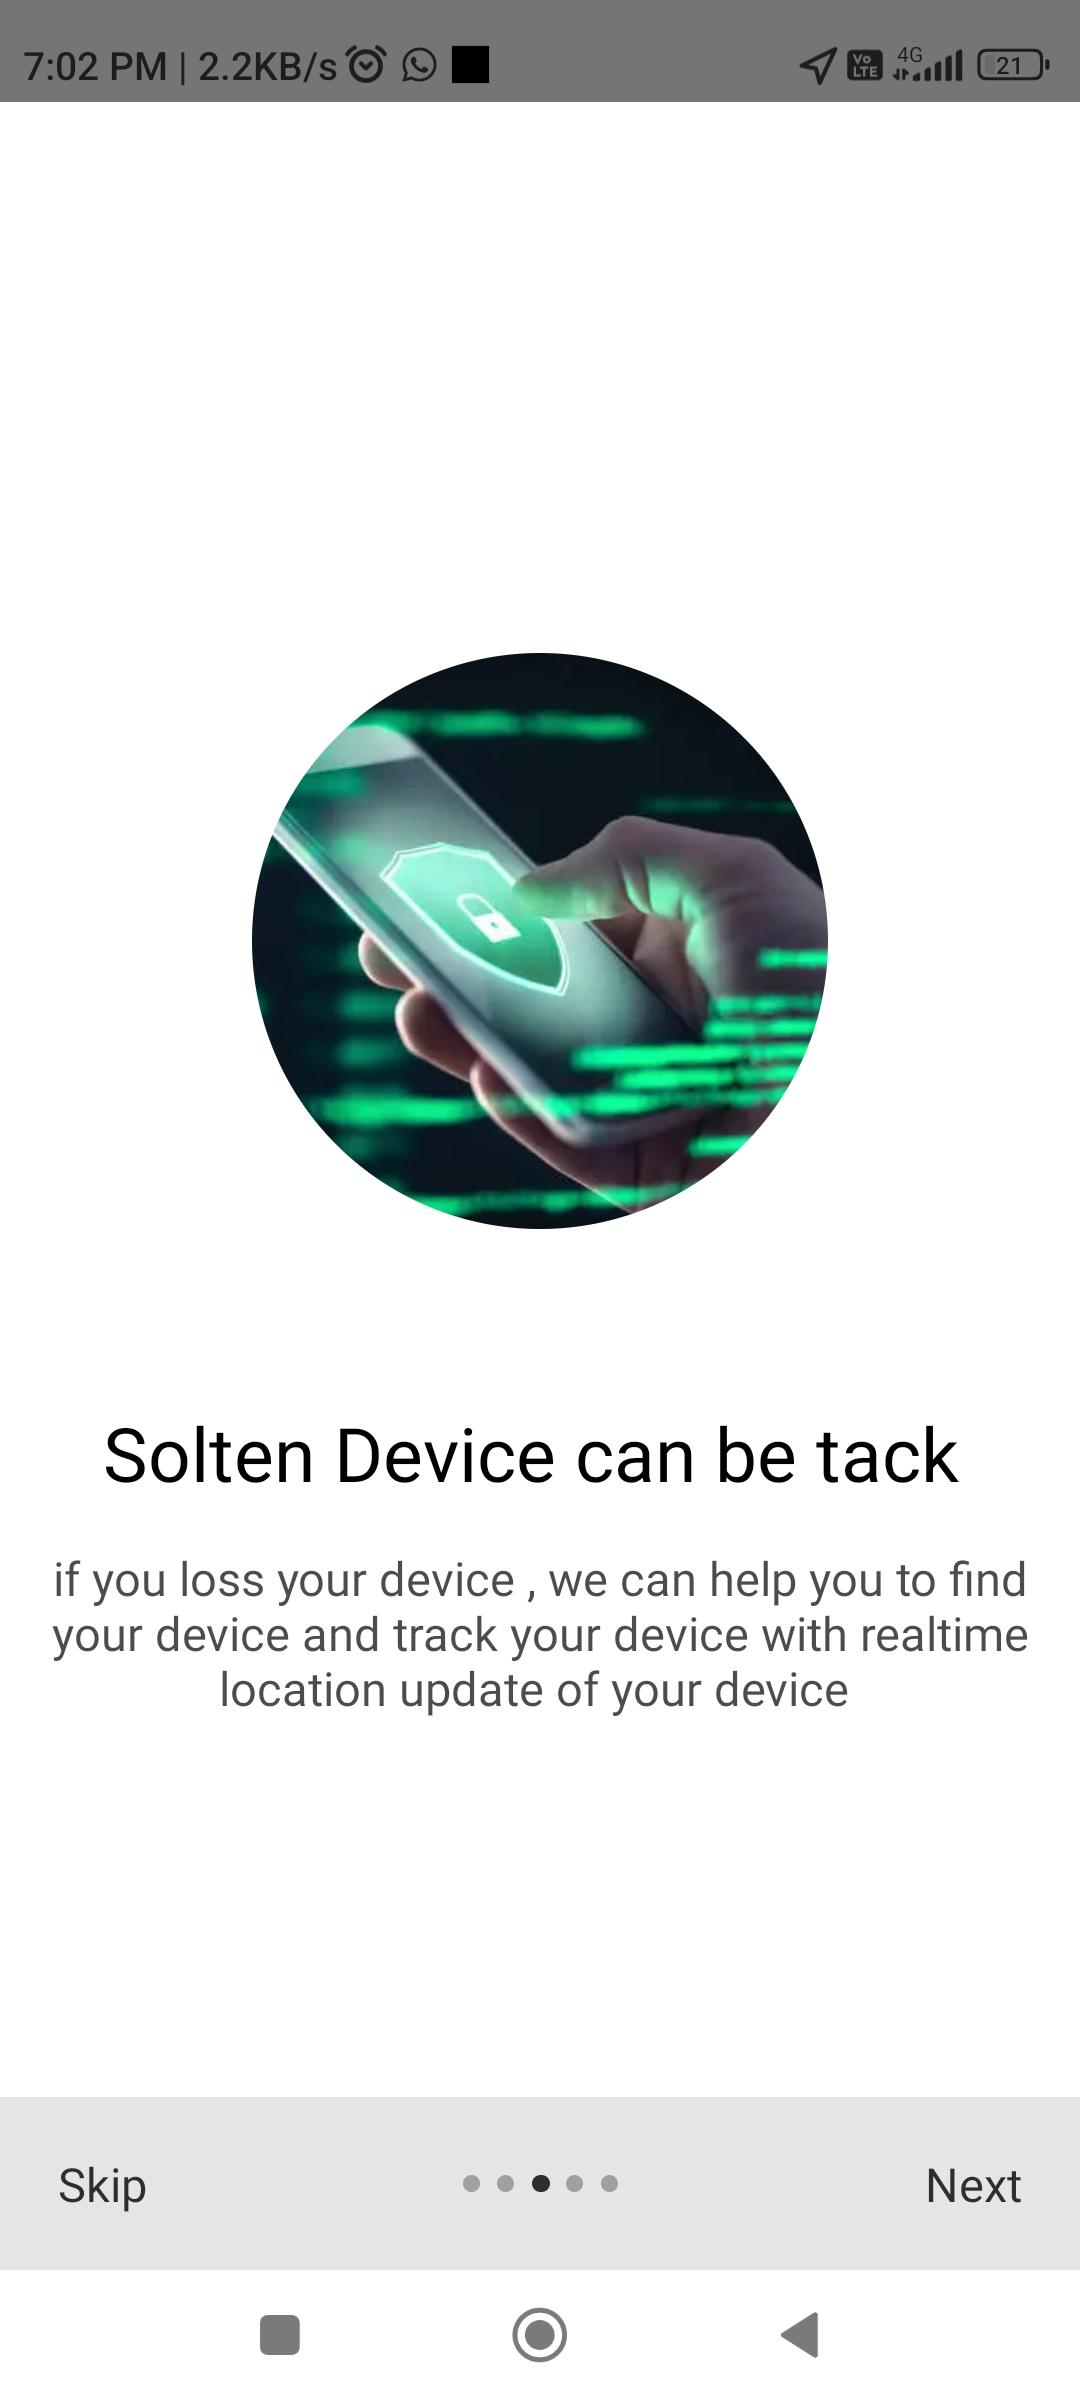 7:02 PM | 2.2KB/s
Vo LTE 4G 21
Solten Device can be tack
if you loss your device , we can help you to find
your device and track your device with realtime
location update of your device
Skip
Next